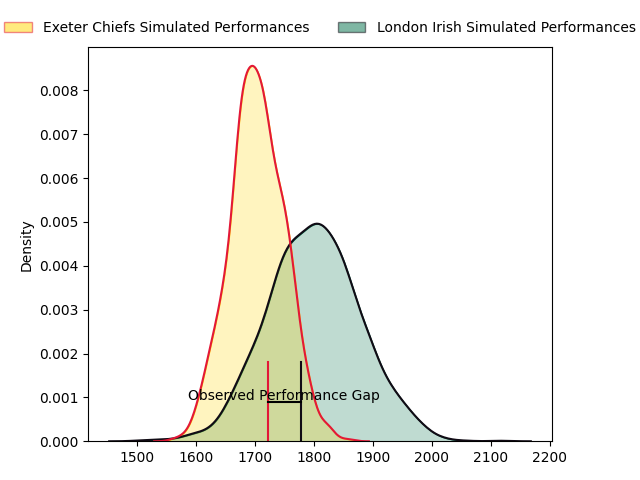 Exeter Chiefs Simulated Performances London Irish Simulated Performances
0.008
0.007
0.006
0.005
0.004
0.003
0.002
0.001
0.000
Density
Observed Performance Gap
1500 1600 1700 1800 1900 2000 2100 2200